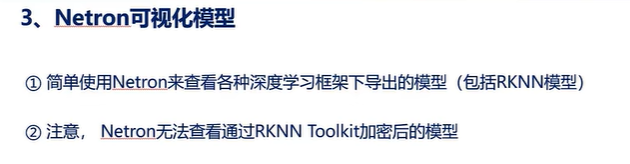 3、Netron可视化模型
① 简单使用Netron来查看各种深度学习框架下导出的模型（包括RKNN模型）
② 注意， Netron无法查看通过RKNN Toolkit加密后的模型